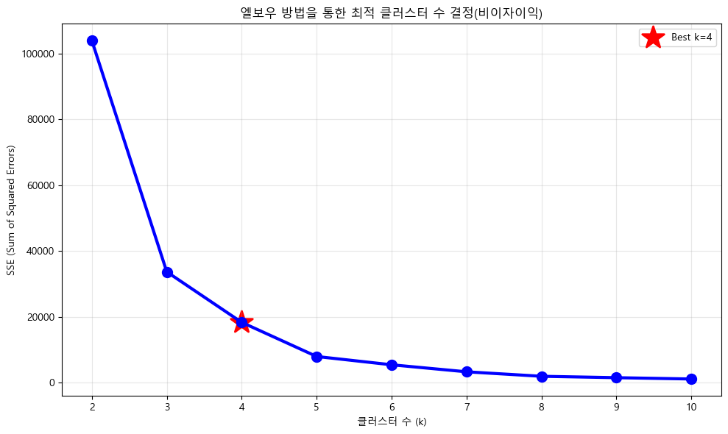 엘보우 방법을 통한 최적 클러스터 수 결정(비이자이익)
Best k=4
SSE (Sum of Squared Errors)
100000
80000
60000
40000
20000
0
2 3 4 5 6 7 8 9 10
클러스터 수 (k)